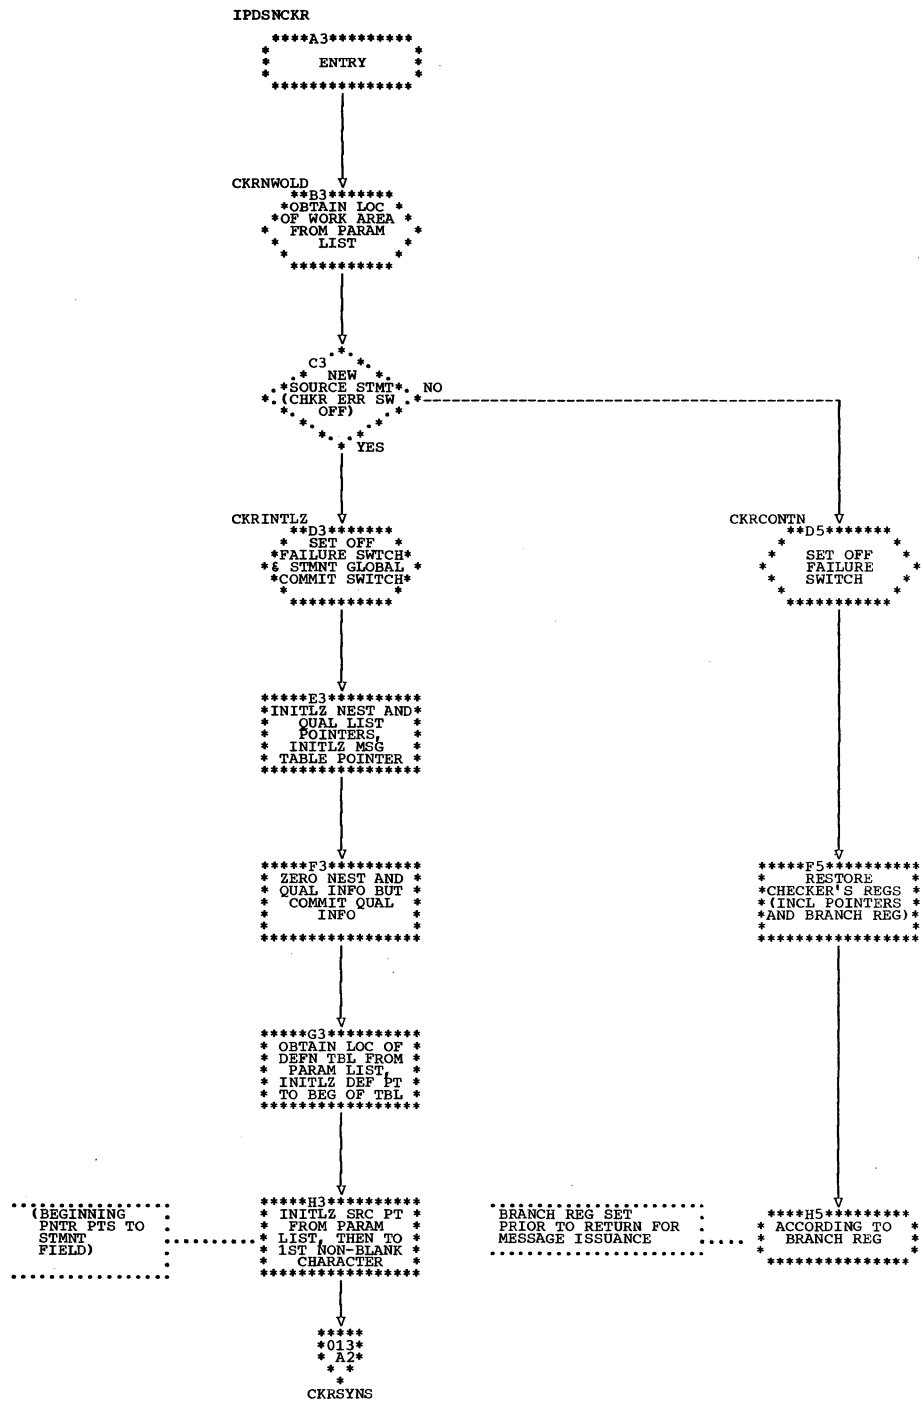 IPDSNCKR
****A3*********
* *
* ENTRY *
* *
***************
CKRNWOLD
**B3*******
*OBTAIN LOC *
*OF WORK AREA *
* FROM PARAM *
* LIST *
* *
***********
C3
NEW
*SOURCE STMT*. NO
*.(CHKR ERR SW .*
OFF)
* YES
CKRINTLZ
**D3*******
* SET OFF *
*FAILURE SWTCH*
*& STMNT GLOBAL *
*COMMIT SWITCH*
* *
***********
CKRCONTN
**D5*******
* *
* SET OFF *
* FAILURE *
* SWITCH *
* *
***********
*****E3**********
*INITLZ NEST AND*
* QUAL LIST *
* POINTERS, *
* INITLZ MSG *
* TABLE POINTER *
*****************
*****F3**********
* ZERO NEST AND *
*QUAL INFO BUT *
* COMMIT QUAL *
* INFO *
* *
*****************
*****F5**********
* RESTORE *
*CHECKER'S REGS *
*(INCL POINTERS *
*AND BRANCH REG)*
* *
*****************
*****G3**********
* OBTAIN LOC OF *
* DEFN TBL FROM *
* PARAM LIST, *
* INITLZ DEF PT *
* TO BEG OF TBL *
*****************
(BEGINNING
PNTR PTS TO
STMNT
FIELD)
*****H3**********
* INITLZ SRC PT *
* FROM PARAM *
* LIST, THEN TO *
* 1ST NON-BLANK *
* CHARACTER *
*****************
BRANCH REG SET
PRIOR TO RETURN FOR
MESSAGE ISSUANCE
****H5*********
* ACCORDING TO *
* BRANCH REG *
* *
***************
*****
*013*
* A2*
* *
*
CKRSYNS